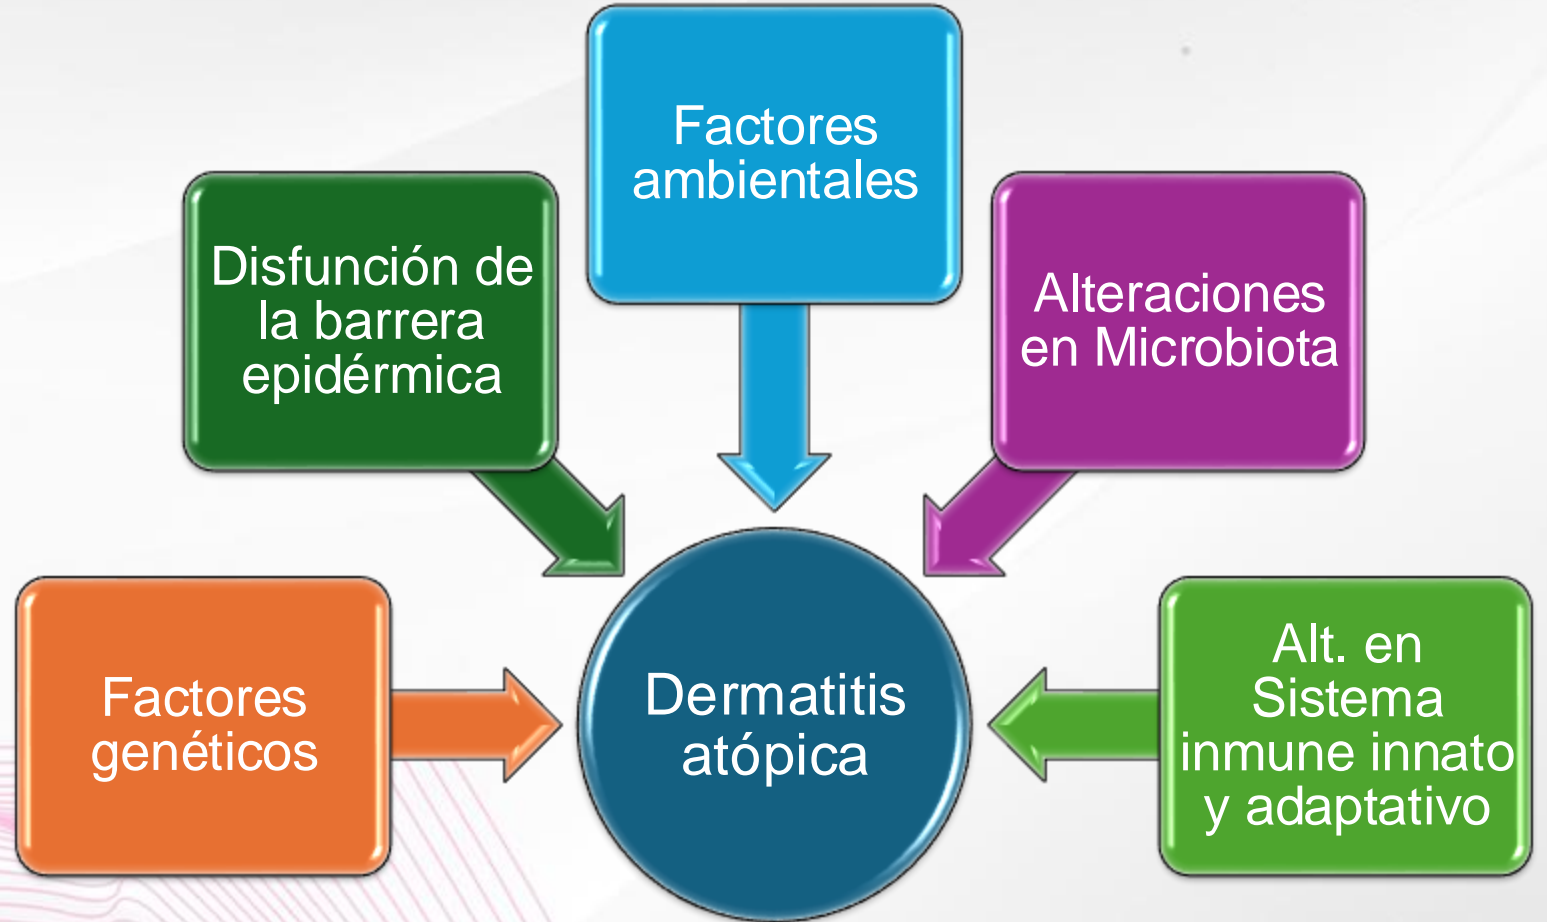 Factores
ambientales
Disfunción de
la barrera
epidérmica
Alteraciones
en Microbiota
Factores
genéticos
Dermatitis
atópica
Alt. en
Sistema
inmune innato
y adaptativo